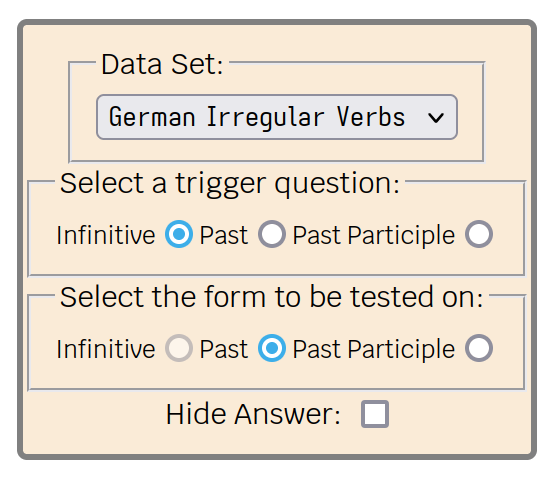 Data Set:
German Irregular Verbs
Select a trigger question:
Infinitive Past Past Participle
Select the form to be tested on:
Infinitive Past Past Participle
Hide Answer: